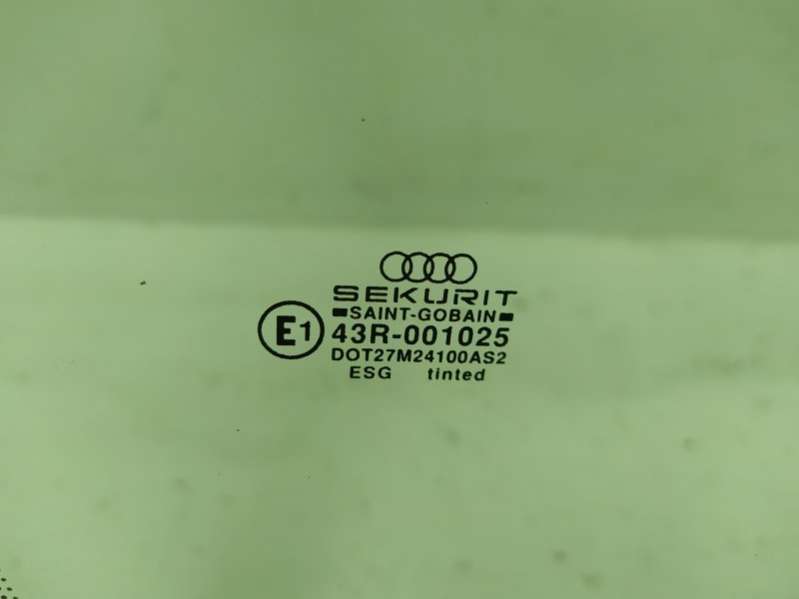 SEKURIT
SAINT-GOBAIN
E1 43R-001025
DOT27M24100AS2
ESG tinted